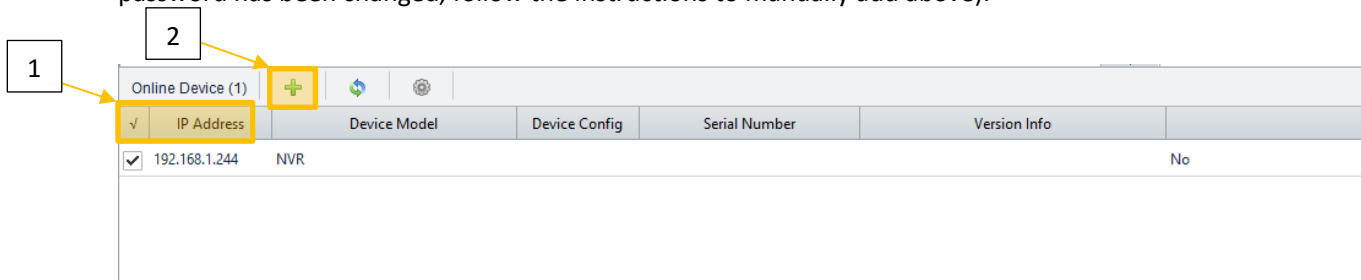 password has been changed, follow the instructions to manually add above).
2
1
Online Device (1)
√ IP Address Device Model Device Config Serial Number Version Info
192.168.1.244 NVR No